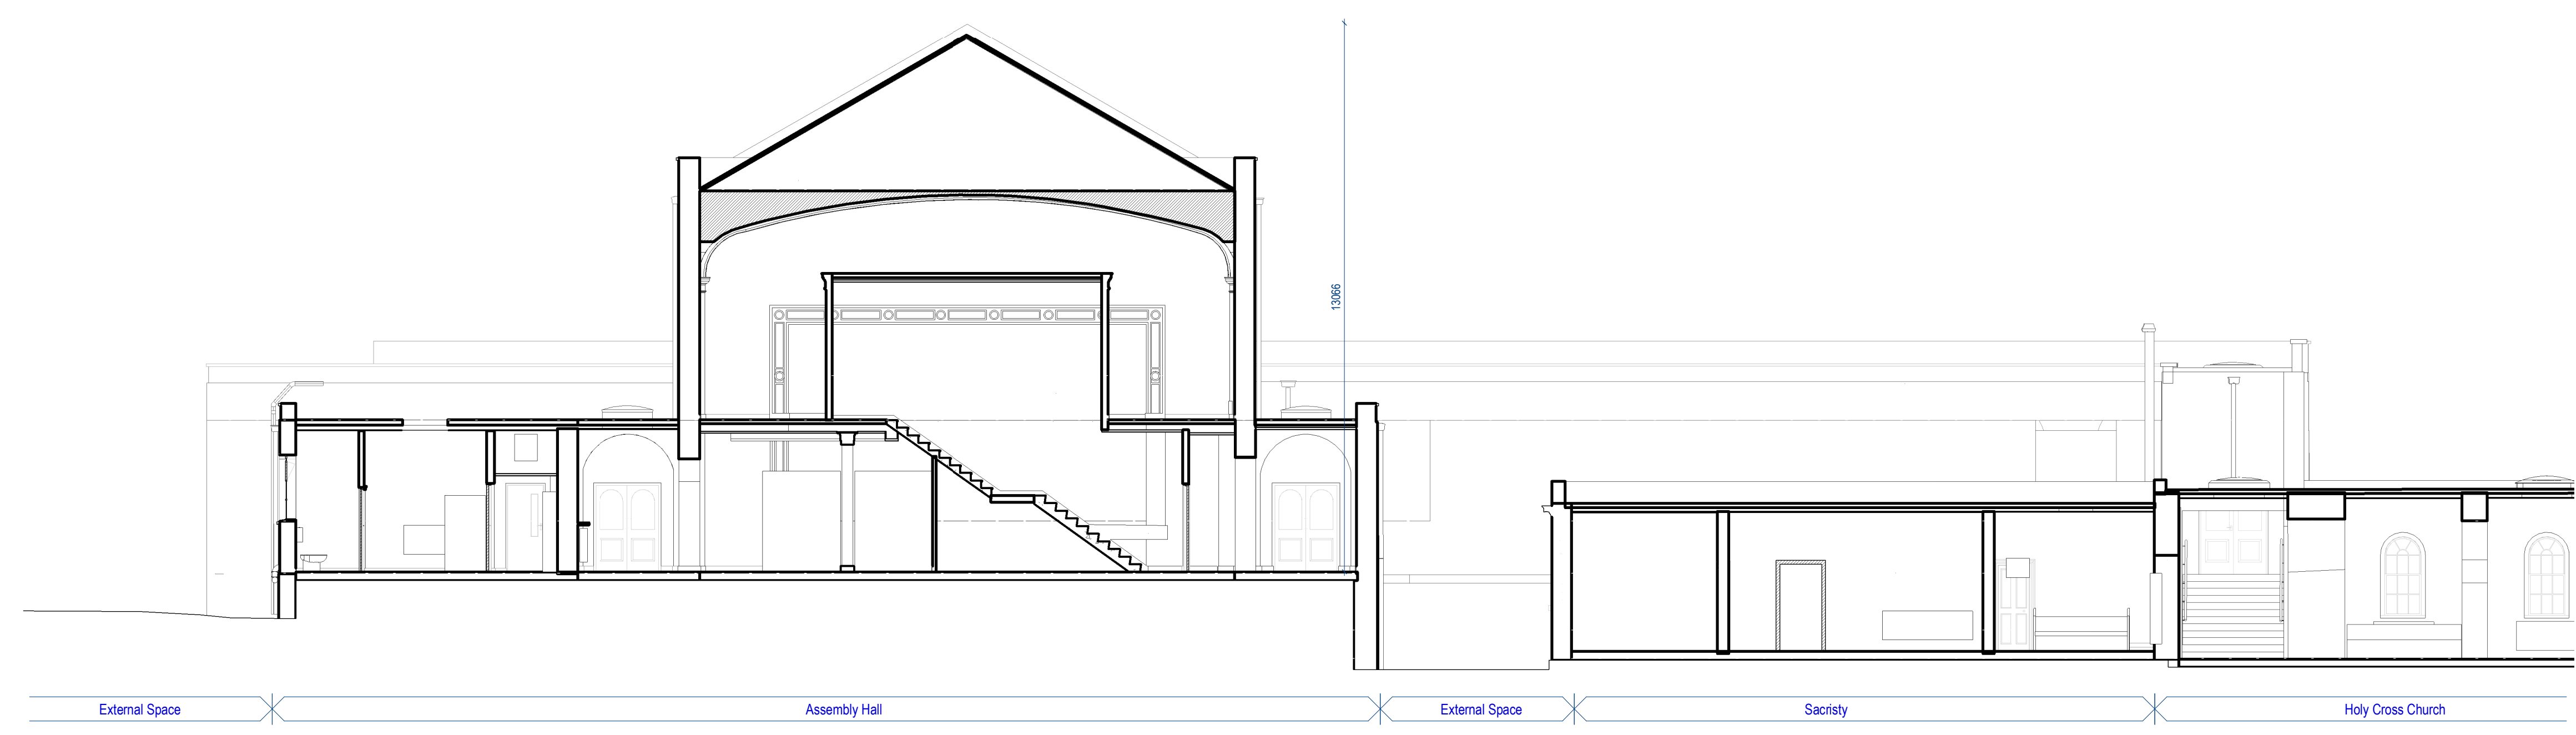 13066
External Space
Assembly Hall
External Space
Sacristy
Holy Cross Church